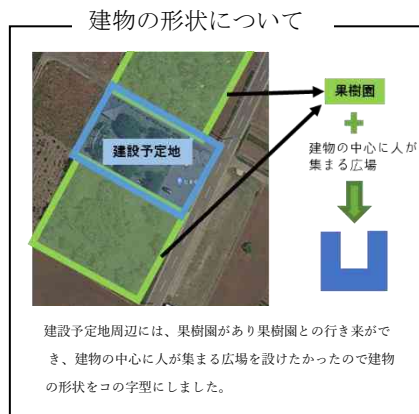 建物の形状について
果樹園
建物の中心に人が
集まる広場
建設予定地
建設予定地周辺には、果樹園があり果樹園との行き来がで
き、建物の中心に人が集まる広場を設けたかったので建物
の形状をコの字型にしました。